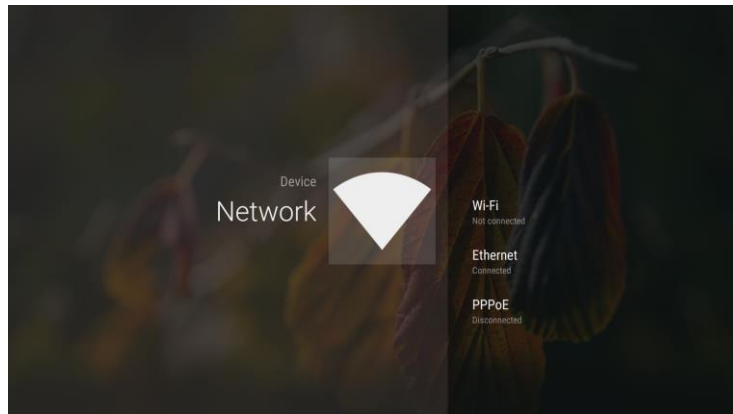 Device
Network
Wi-Fi
Not connected
Ethernet
Connected
PPPoE
Disconnected